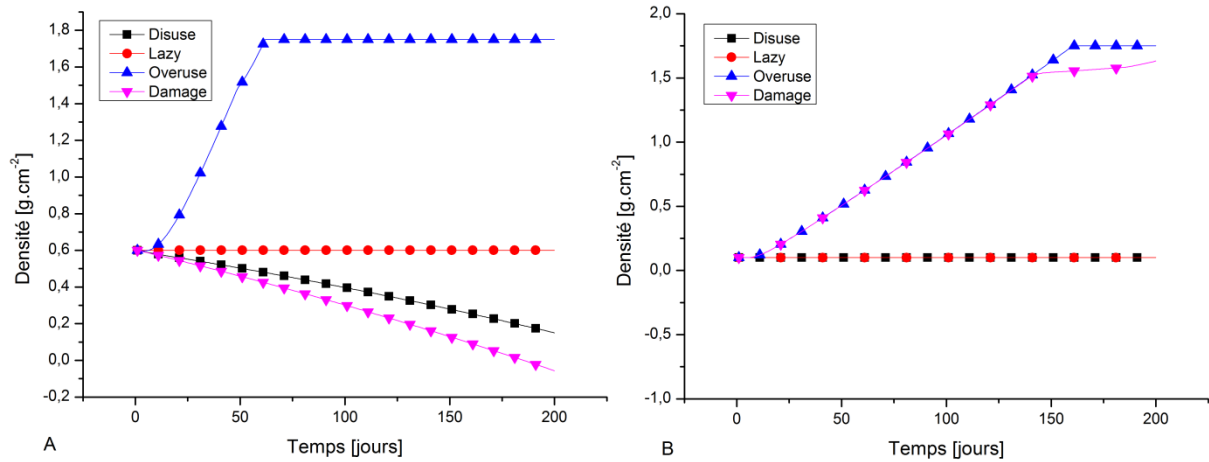 1,8
1,6
1,4
1,2
1,0
0,8
0,6
0,4
0,2
0,0
-0,2
Densité [g.cm-2]
Disuse
Lazy
Overuse
Damage
0
50
100
150
200
Temps [jours]
A
2,0
1,5
1,0
0,5
0,0
-0,5
-1,0
Densité [g.cm-2]
Disuse
Lazy
Overuse
Damage
0
50
100
150
200
Temps [jours]
B